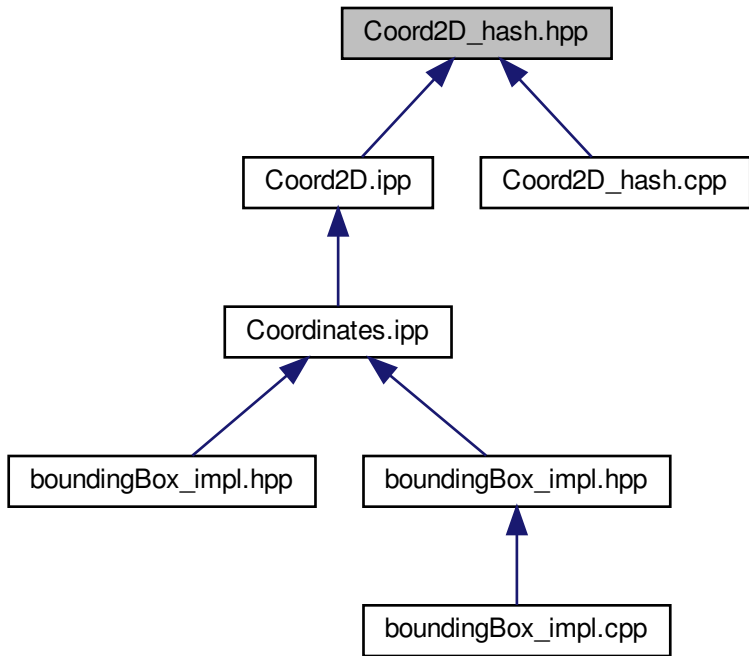 Coord2D_hash.hpp
Coord2D.ipp
Coord2D_hash.cpp
Coordinates.ipp
boundingBox_impl.hpp
boundingBox_impl.hpp
boundingBox_impl.cpp